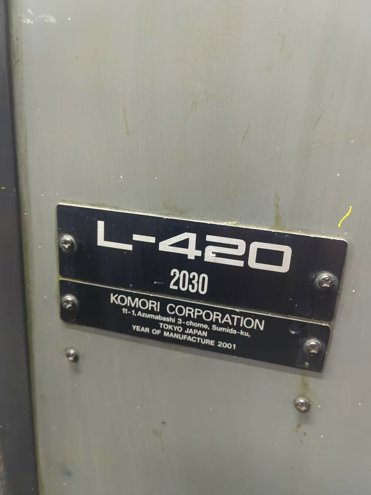 L-420
2030
KOMORI CORPORATION
11-1, Azumabashi 3-chome, Sumida-ku,
TOKYO JAPAN
YEAR OF MANUFACTURE 2001